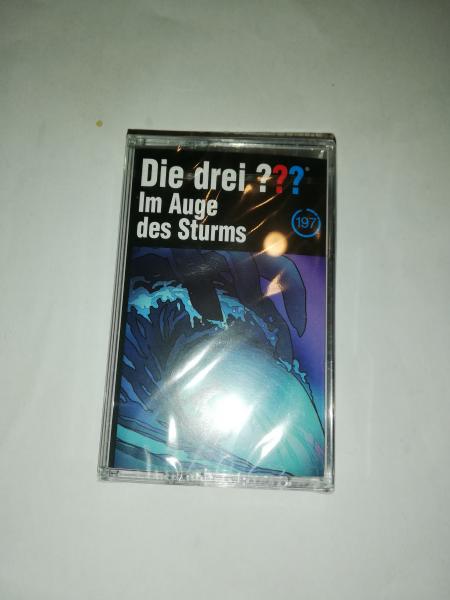 Die drei ???®
197
Im Auge
des Sturms